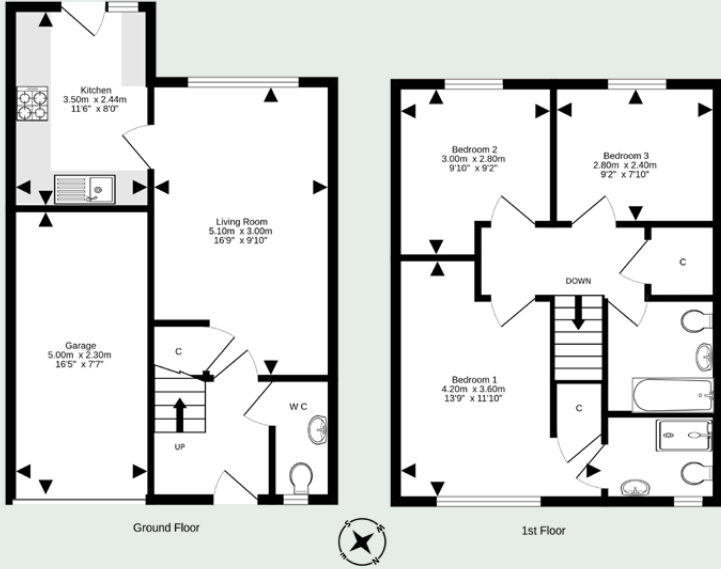 Kitchen
3.50m x 2.44m
11'6" x 8'0"
Living Room
5.10m x 3.00m
16'9" x 9'10"
Garage
5.00m x 2.30m
16'5" x 7'7"
C
UP
W C
Ground Floor
Bedroom 2
3.00m x 2.80m
9'10" x 9'2"
Bedroom 3
2.80m x 2.40m
9'2" x 7'10"
DOWN
C
Bedroom 1
4.20m x 3.60m
13'9" x 11'10"
C
1st Floor
S
W
E
N